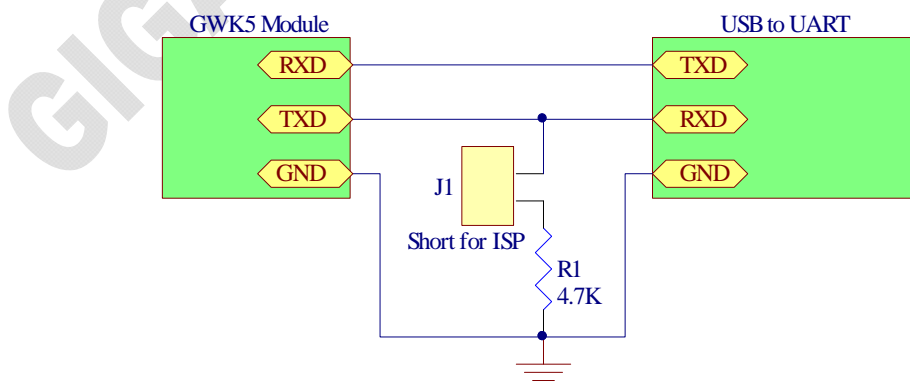 GWK5 Module
USB to UART
RXD
TXD
TXD
RXD
GND
GND
J1
Short for ISP
R1
4.7K